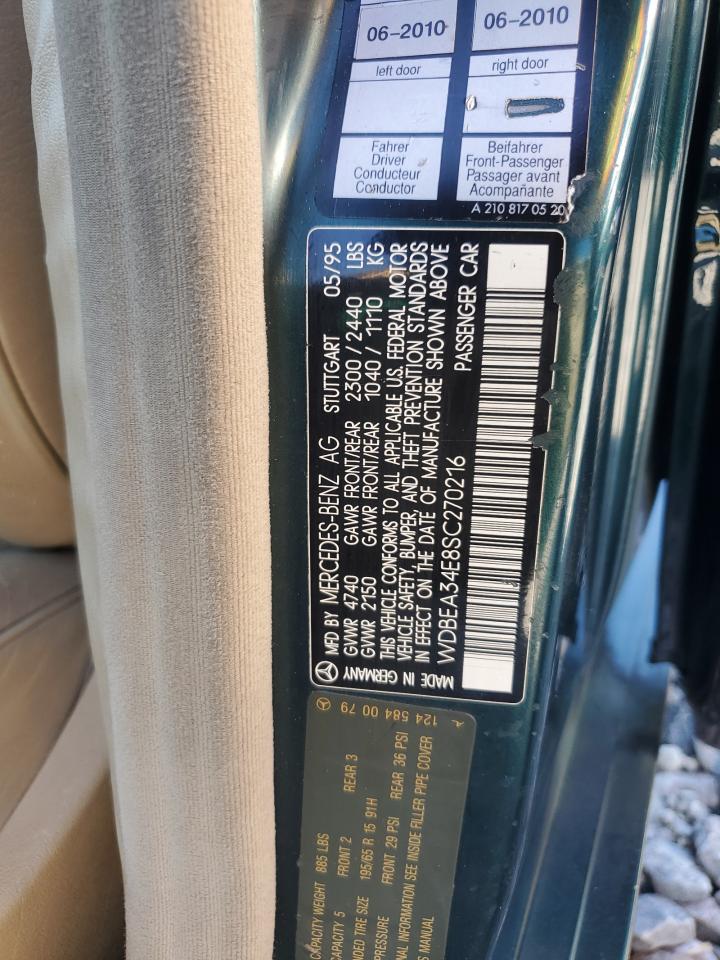 06-2010 06-2010
left door right door
Fahrer Beifahrer
Driver Front-Passenger
Conducteur Passager avant
Conductor Acompañante
A 210 817 05 20
MFD BY MERCEDES-BENZ AG STUTTGART 05/95
GVWR 4740 GAWR FRONT/REAR 2300/2440 LBS
GVWR 2150 GAWR FRONT/REAR 1040/1110 KG
THIS VEHICLE CONFORMS TO ALL APPLICABLE U.S. FEDERAL MOTOR
VEHICLE SAFETY, BUMPER, AND THEFT PREVENTION STANDARDS
IN EFFECT ON THE DATE OF MANUFACTURE SHOWN ABOVE
WDBEA34E8SC270216 PASSENGER CAR
MADE IN GERMANY
A 124 584 00 79
CAPACITY WEIGHT 885 LBS
CAPACITY 5 FRONT 2 REAR 3
TIRE SIZE 195/65 R 15 91H
PRESSURE FRONT 29 PSI REAR 36 PSI
INFORMATION SEE INSIDE FILLER PIPE COVER
MANUAL